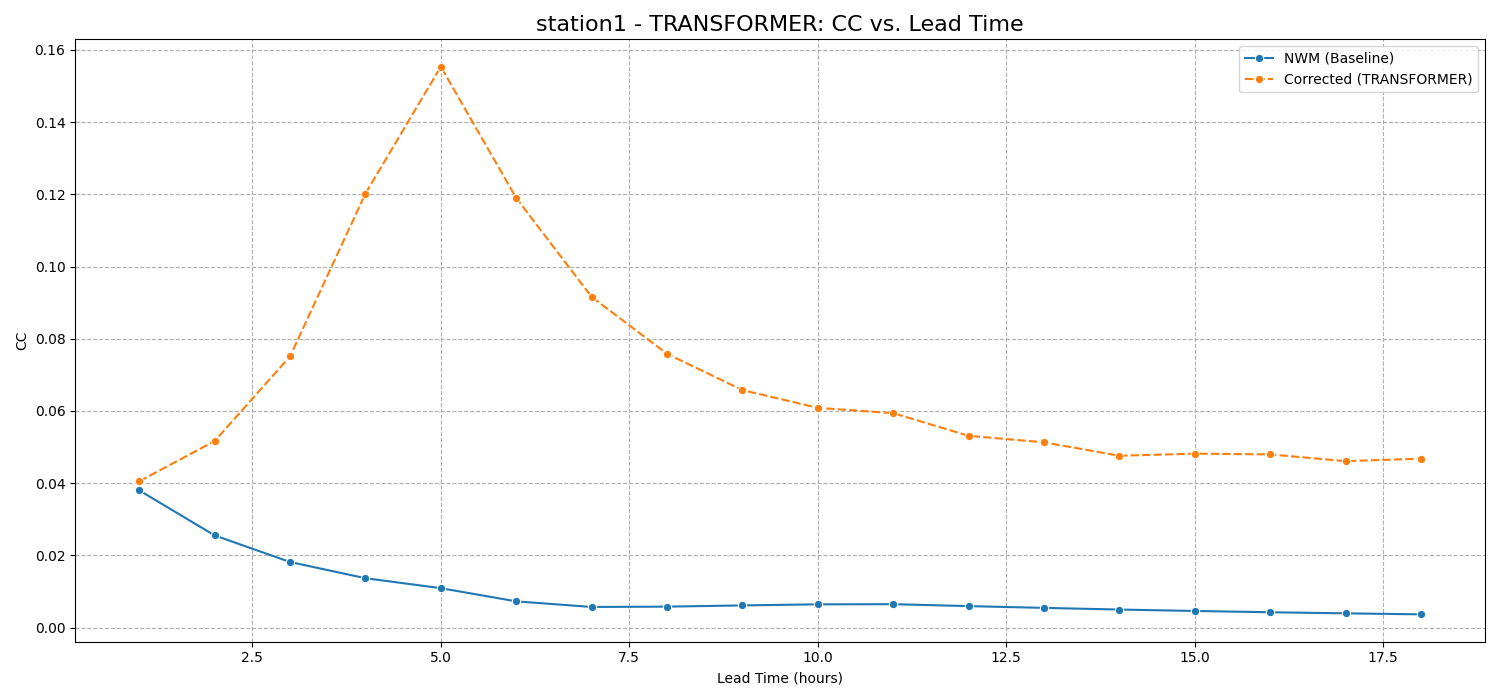 station1 - TRANSFORMER: CC vs. Lead Time
NWM (Baseline)
Corrected (TRANSFORMER)
CC
0.16
0.14
0.12
0.10
0.08
0.06
0.04
0.02
0.00
2.5 5.0 7.5 10.0 12.5 15.0 17.5
Lead Time (hours)